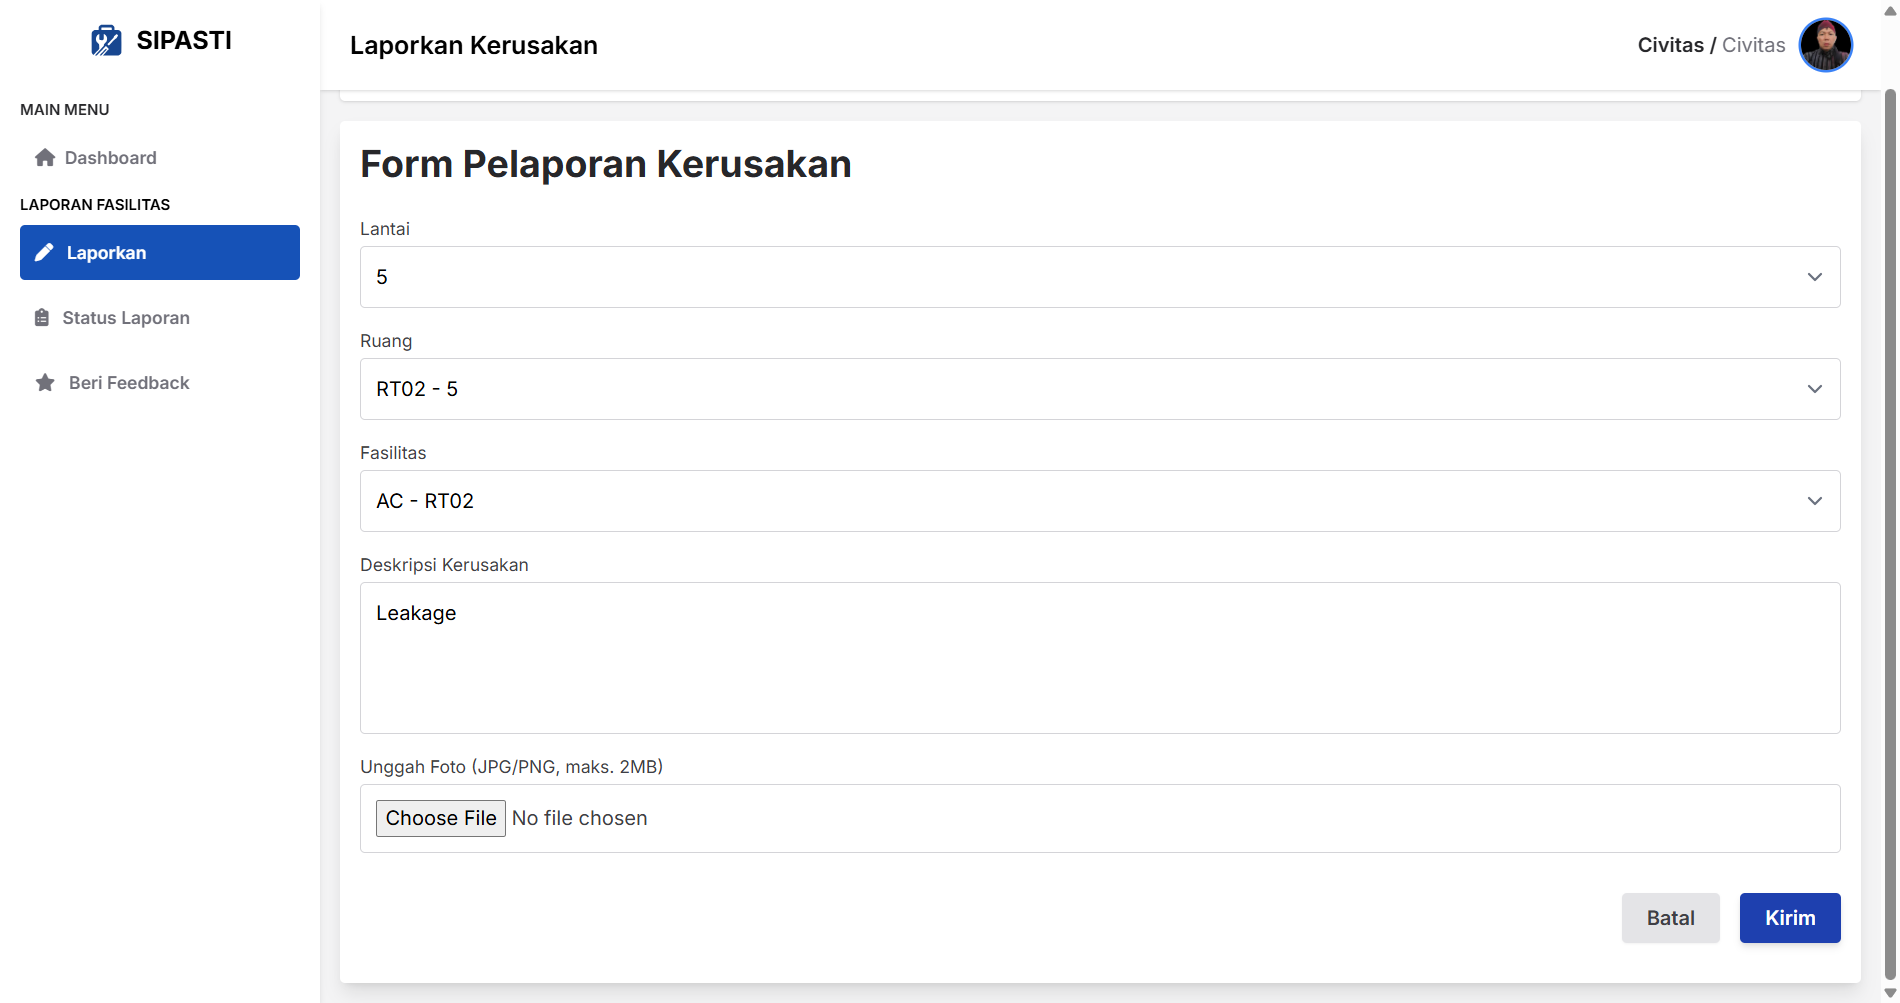 SIPASTI
MAIN MENU
Dashboard
LAPORAN FASILITAS
Laporkan
Status Laporan
Beri Feedback
Laporkan Kerusakan
Civitas / Civitas
Form Pelaporan Kerusakan
Lantai
5
Ruang
RT02 - 5
Fasilitas
AC - RT02
Deskripsi Kerusakan
Leakage
Unggah Foto (JPG/PNG, maks. 2MB)
Choose File No file chosen
Batal
Kirim